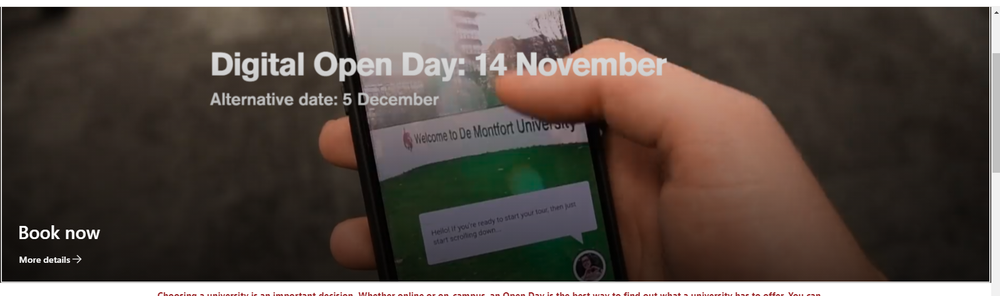 Digital Open Day: 14 November
Alternative date: 5 December
Welcome to De Montfort University
Hello! If you're ready to start your tour, then just
start scrolling down...
Book now
More details
Choosing a university is an important decision. Whether online or on-campus, an Open Day is the best way to find out what a university has to offer. You can